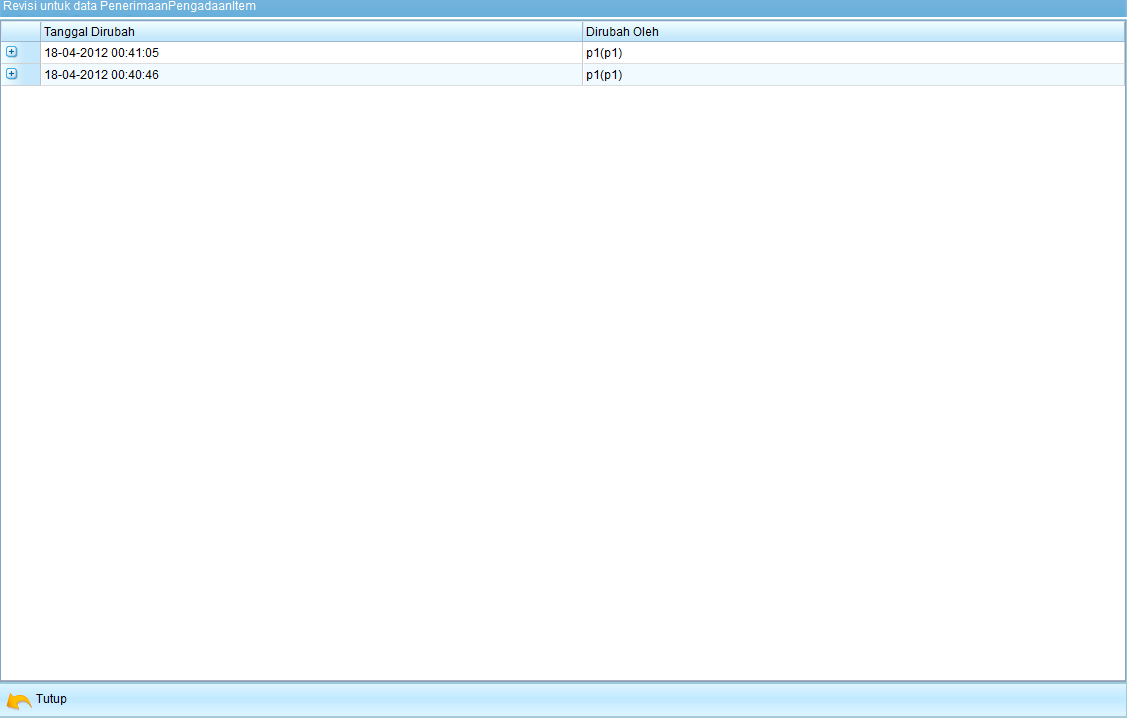 Revisi untuk data PenerimaanPengadaanItem
Tanggal Dirubah Dirubah Oleh
18-04-2012 00:41:05 p1(p1)
18-04-2012 00:40:46 p1(p1)
Tutup